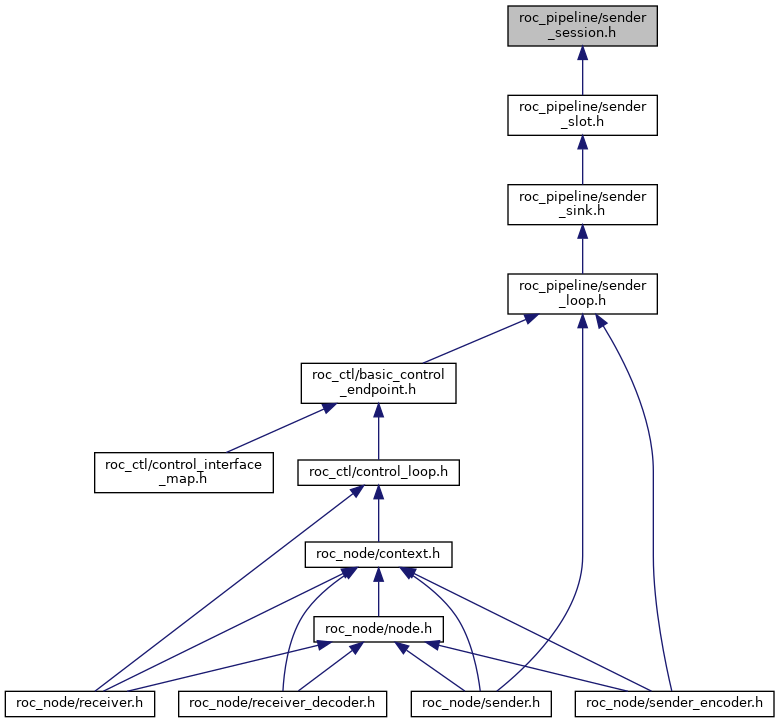 roc_pipeline/sender
_session.h
roc_pipeline/sender
_slot.h
roc_pipeline/sender
_sink.h
roc_pipeline/sender
_loop.h
roc_ctl/basic_control
_endpoint.h
roc_ctl/control_interface
_map.h
roc_ctl/control_loop.h
roc_node/context.h
roc_node/node.h
roc_node/receiver.h
roc_node/receiver_decoder.h
roc_node/sender.h
roc_node/sender_encoder.h